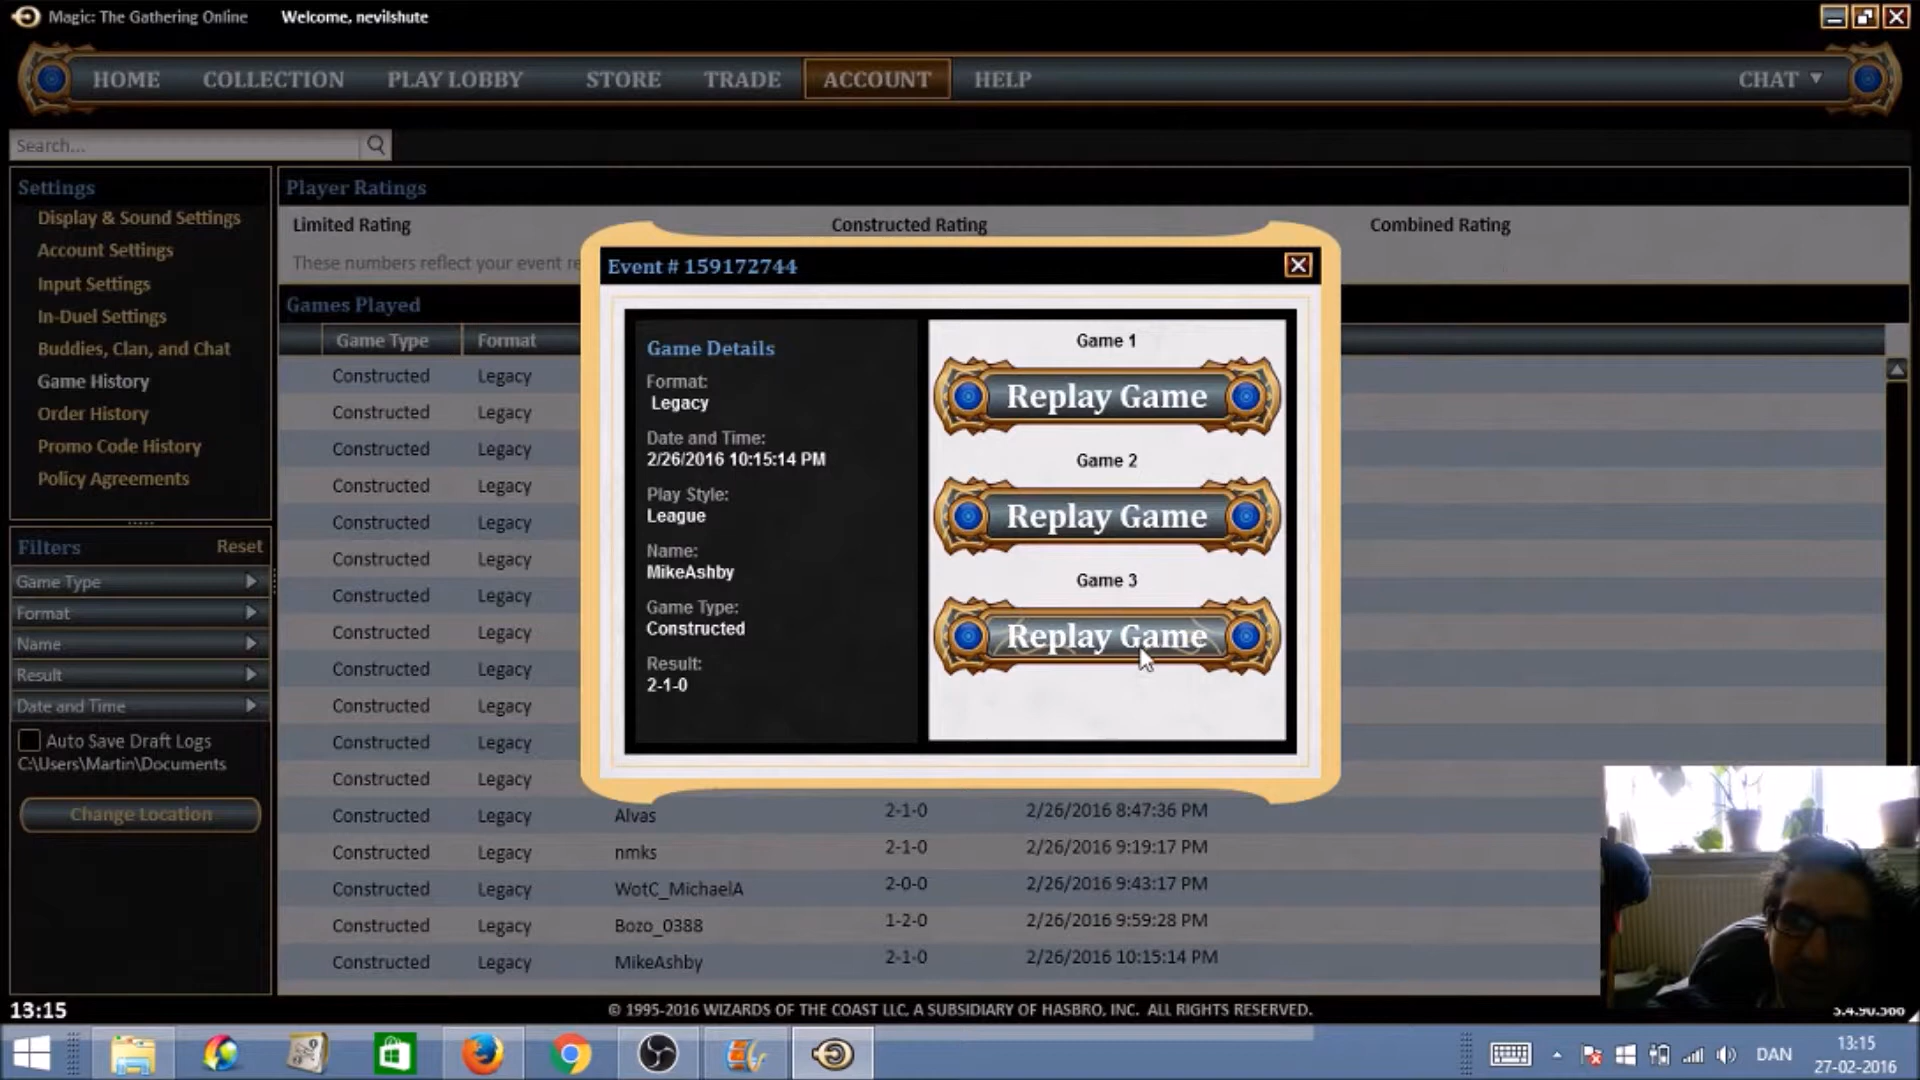 Magic: The Gathering Online Welcome, nevilshute
HOME COLLECTION PLAY LOBBY STORE TRADE ACCOUNT HELP CHAT
Search...
Settings
Display & Sound Settings
Account Settings
Input Settings
In-Duel Settings
Buddies, Clan, and Chat
Game History
Order History
Promo Code History
Policy Agreements
Filters Reset
Game Type
Format
Name
Result
Date and Time
Auto Save Draft Logs
C:\Users\Martin\Documents
Change Location
Player Ratings
Limited Rating Constructed Rating Combined Rating
These numbers reflect your event
Games Played
Game Type Format
Constructed Legacy
Constructed Legacy
Constructed Legacy
Constructed Legacy
Constructed Legacy
Constructed Legacy
Constructed Legacy
Constructed Legacy
Constructed Legacy
Constructed Legacy
Constructed Legacy
Constructed Legacy
Constructed Legacy Alvas 2-1-0 2/26/2016 8:47:36 PM
Constructed Legacy nmks 2-1-0 2/26/2016 9:19:17 PM
Constructed Legacy WotC_MichaelA 2-0-0 2/26/2016 9:43:17 PM
Constructed Legacy Bozo_0388 1-2-0 2/26/2016 9:59:28 PM
Constructed Legacy MikeAshby 2-1-0 2/26/2016 10:15:14 PM
Event # 159172744
Game Details
Format:
Legacy
Date and Time:
2/26/2016 10:15:14 PM
Play Style:
League
Name:
MikeAshby
Game Type:
Constructed
Result:
2-1-0
Game 1
Replay Game
Game 2
Replay Game
Game 3
Replay Game
13:15
© 1995-2016 WIZARDS OF THE COAST LLC, A SUBSIDIARY OF HASBRO, INC. ALL RIGHTS RESERVED.
DAN
13:15
27-02-2016